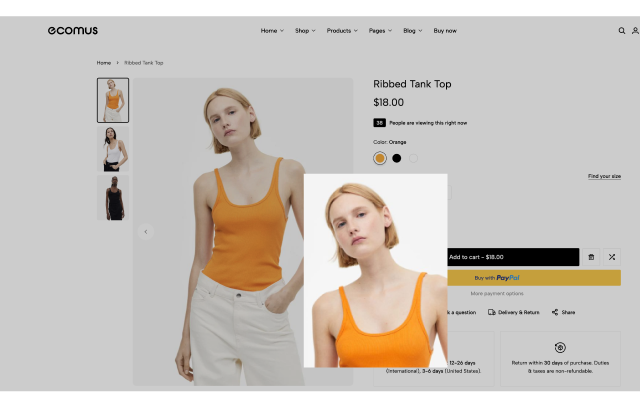 ecomus
Home Shop Products Pages Blog Buy now
Home Ribbed Tank Top
Ribbed Tank Top
$18.00
38 People are viewing this right now
Color: Orange
Find your size
Add to cart - $18.00
Buy with PayPal
More payment options
a question Delivery & Return Share
12-26 days
(International), 3-6 days (United States).
Return within 30 days of purchase. Duties
& taxes are non-refundable.